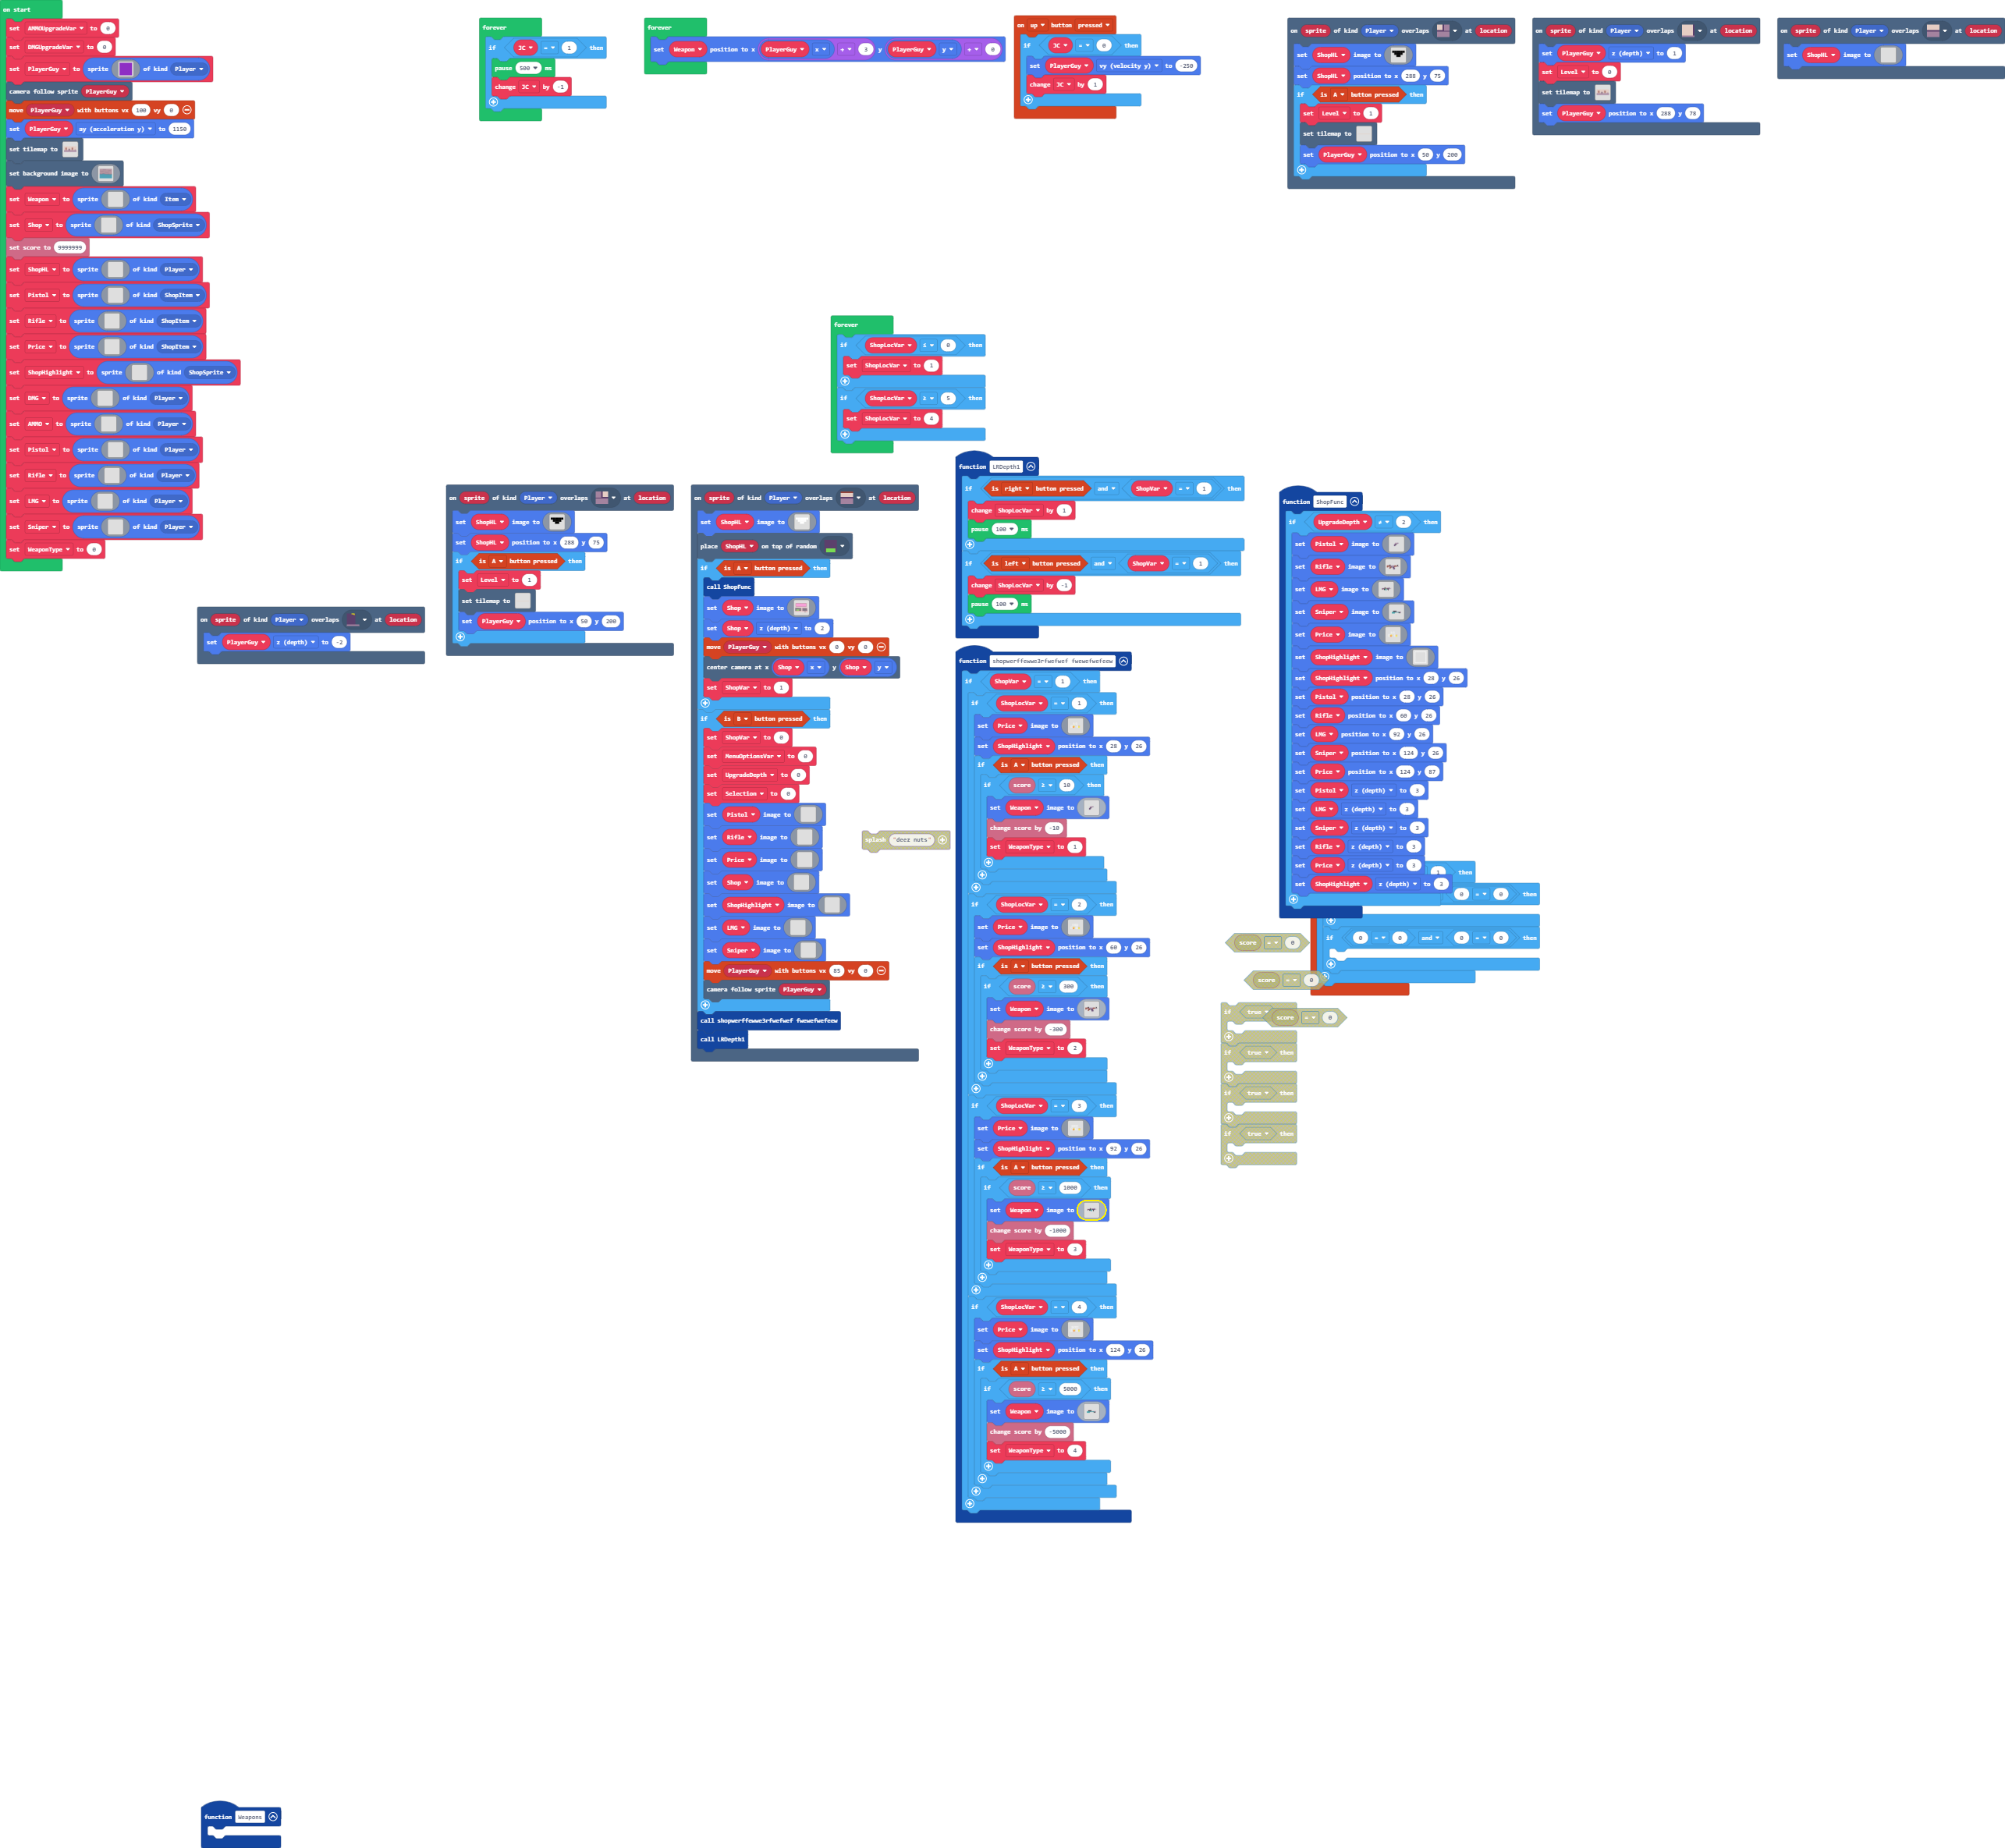 on start
set AMMOUpgradeVar to 0
set DMGUpgradeVar to 0
set PlayerGuy to sprite of kind Player
camera follow sprite PlayerGuy
move PlayerGuy with buttons vx 100 vy 0
set PlayerGuy ay (acceleration y) to 1150
set tilemap to
set background image to
set Weapon to sprite of kind Item
set Shop to sprite of kind ShopSprite
set score to 9999999
set ShopHL to sprite of kind Player
set Pistol to sprite of kind ShopItem
set Rifle to sprite of kind ShopItem
set Price to sprite of kind ShopItem
set ShopHighlight to sprite of kind ShopSprite
set DMG to sprite of kind Player
set AMMO to sprite of kind Player
set Pistol to sprite of kind Player
set Rifle to sprite of kind Player
set LMG to sprite of kind Player
set Sniper to sprite of kind Player
set WeaponType to 0
forever
if JC = 1 then
pause 500 ms
change JC by -1
forever
set Weapon position to x PlayerGuy x + 3 y PlayerGuy y + 0
on up button pressed
if JC = 0 then
set PlayerGuy vy (velocity y) to -250
change JC by 1
on sprite of kind Player overlaps at location
set ShopHL image to
set ShopHL position to x 288 y 75
if is A button pressed then
set Level to 1
set tilemap to
set PlayerGuy position to x 50 y 200
on sprite of kind Player overlaps at location
set PlayerGuy z (depth) to 1
set Level to 0
set tilemap to
set PlayerGuy position to x 288 y 78
on sprite of kind Player overlaps at location
set ShopHL image to
forever
if ShopLocVar ≤ 0 then
set ShopLocVar to 1
if ShopLocVar ≥ 5 then
set ShopLocVar to 4
on sprite of kind Player overlaps at location
set PlayerGuy z (depth) to -2
on sprite of kind Player overlaps at location
set ShopHL image to
set ShopHL position to x 288 y 75
if is A button pressed then
set Level to 1
set tilemap to
set PlayerGuy position to x 50 y 200
on sprite of kind Player overlaps at location
set ShopHL image to
place ShopHL on top of random
if is A button pressed then
call ShopFunc
set Shop image to
set Shop z (depth) to 2
move PlayerGuy with buttons vx 0 vy 0
center camera at x Shop x y Shop y
set ShopVar to 1
if is B button pressed then
set ShopVar to 0
set MenuOptionsVar to 0
set UpgradeDepth to 0
set Selection to 0
set Pistol image to
set Rifle image to
set Price image to
set Shop image to
set ShopHighlight image to
set LMG image to
set Sniper image to
move PlayerGuy with buttons vx 85 vy 0
camera follow sprite PlayerGuy
call shopwerffewwe3rfwefwef fwewefwefeew
call LRDepth1
splash "deez nuts"
function LRDepth1
if is right button pressed and ShopVar = 1 then
change ShopLocVar by 1
pause 100 ms
if is left button pressed and ShopVar = 1 then
change ShopLocVar by -1
pause 100 ms
function shopwerffewwe3rfwefwef fwewefwefeew
if ShopVar = 1 then
if ShopLocVar = 1 then
set Price image to
set ShopHighlight position to x 28 y 26
if is A button pressed then
if score ≥ 10 then
set Weapon image to
change score by -10
set WeaponType to 1
if ShopLocVar = 2 then
set Price image to
set ShopHighlight position to x 60 y 26
if is A button pressed then
if score ≥ 300 then
set Weapon image to
change score by -300
set WeaponType to 2
if ShopLocVar = 3 then
set Price image to
set ShopHighlight position to x 92 y 26
if is A button pressed then
if score ≥ 1000 then
set Weapon image to
change score by -1000
set WeaponType to 3
if ShopLocVar = 4 then
set Price image to
set ShopHighlight position to x 124 y 26
if is A button pressed then
if score ≥ 5000 then
set Weapon image to
change score by -5000
set WeaponType to 4
function ShopFunc
if UpgradeDepth ≠ 2 then
set Pistol image to
set Rifle image to
set LMG image to
set Sniper image to
set Price image to
set ShopHighlight image to
set ShopHighlight position to x 28 y 26
set Pistol position to x 28 y 26
set Rifle position to x 60 y 26
set LMG position to x 92 y 26
set Sniper position to x 124 y 26
set Price position to x 124 y 87
set Pistol z (depth) to 3
set LMG z (depth) to 3
set Sniper z (depth) to 3
set Rifle z (depth) to 3
set Price z (depth) to 3
set ShopHighlight z (depth) to 3
then
0 = 0 then
if 0 = 0 and 0 = 0 then
score = 0
score = 0
score = 0
if true
if true then
if true then
if true then
function Weapons